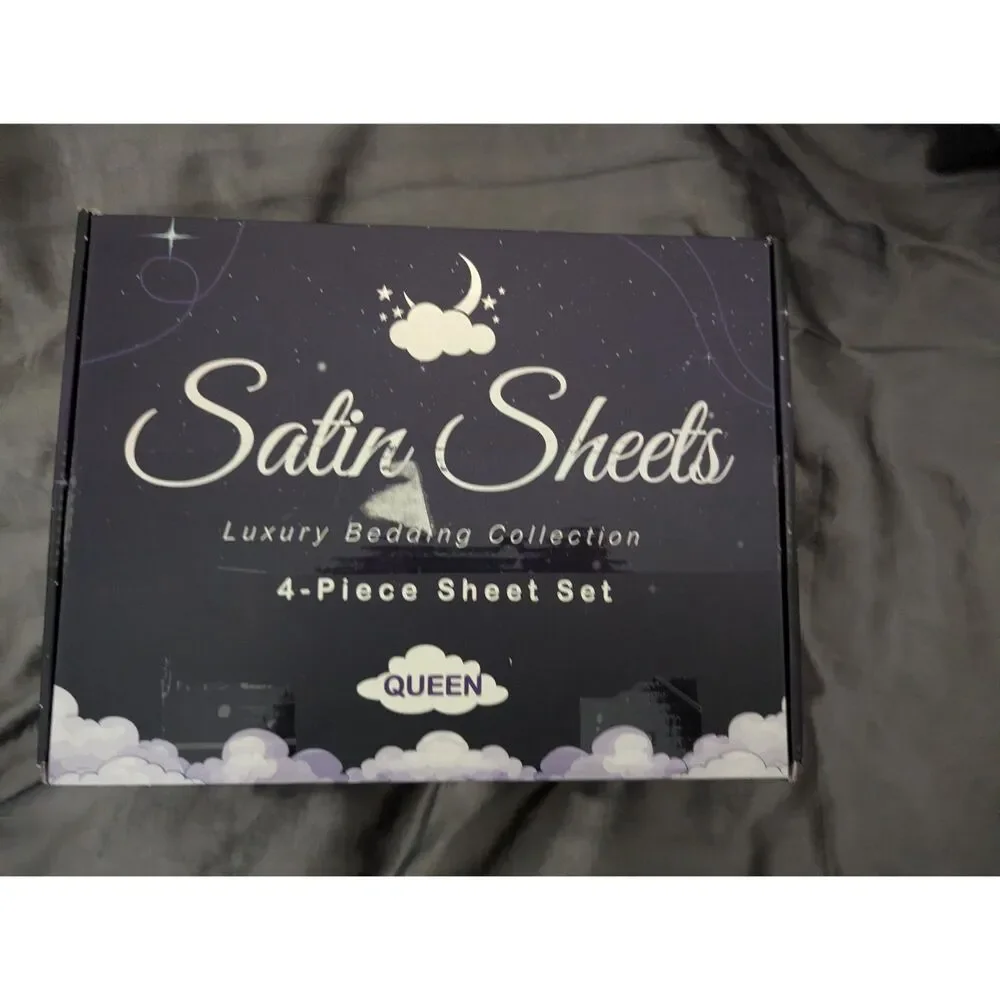 Satin Sheets
Luxury Bedding Collection
4-Piece Sheet Set
QUEEN